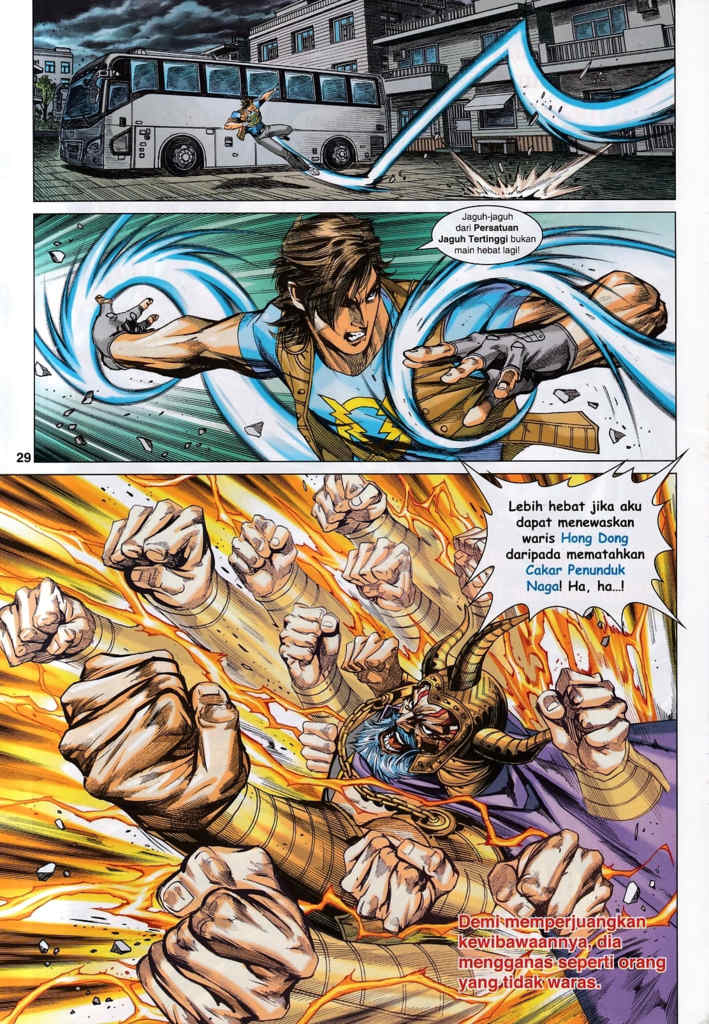 Jaguh-jaguh
dari Persatuan
Jaguh Tertinggi bukan
main hebat lagi!
29
Lebih hebat jika aku
dapat menewaskan
waris Hong Dong
daripada mematahkan
Cakar Penunduk
Naga! Ha, ha...!
Demi memperjuangkan
kewibawaannya, dia
mengganas seperti orang
yang tidak waras.